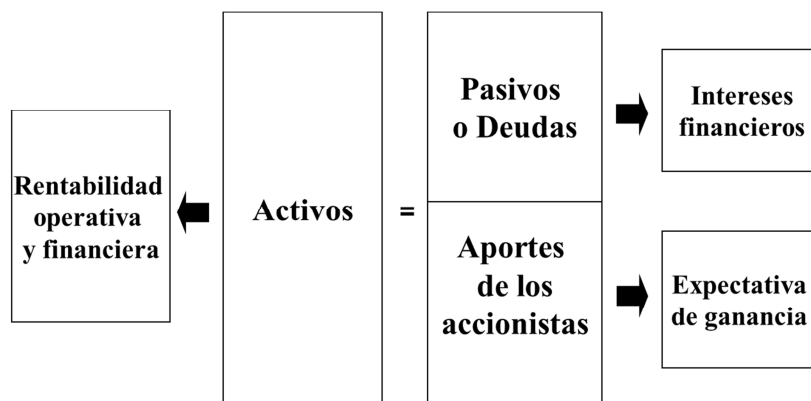 Rentabilidad
operativa
y financiera
Activos
=
Pasivos
o Deudas
Aportes
de los
accionistas
Intereses
financieros
Expectativa
de ganancia